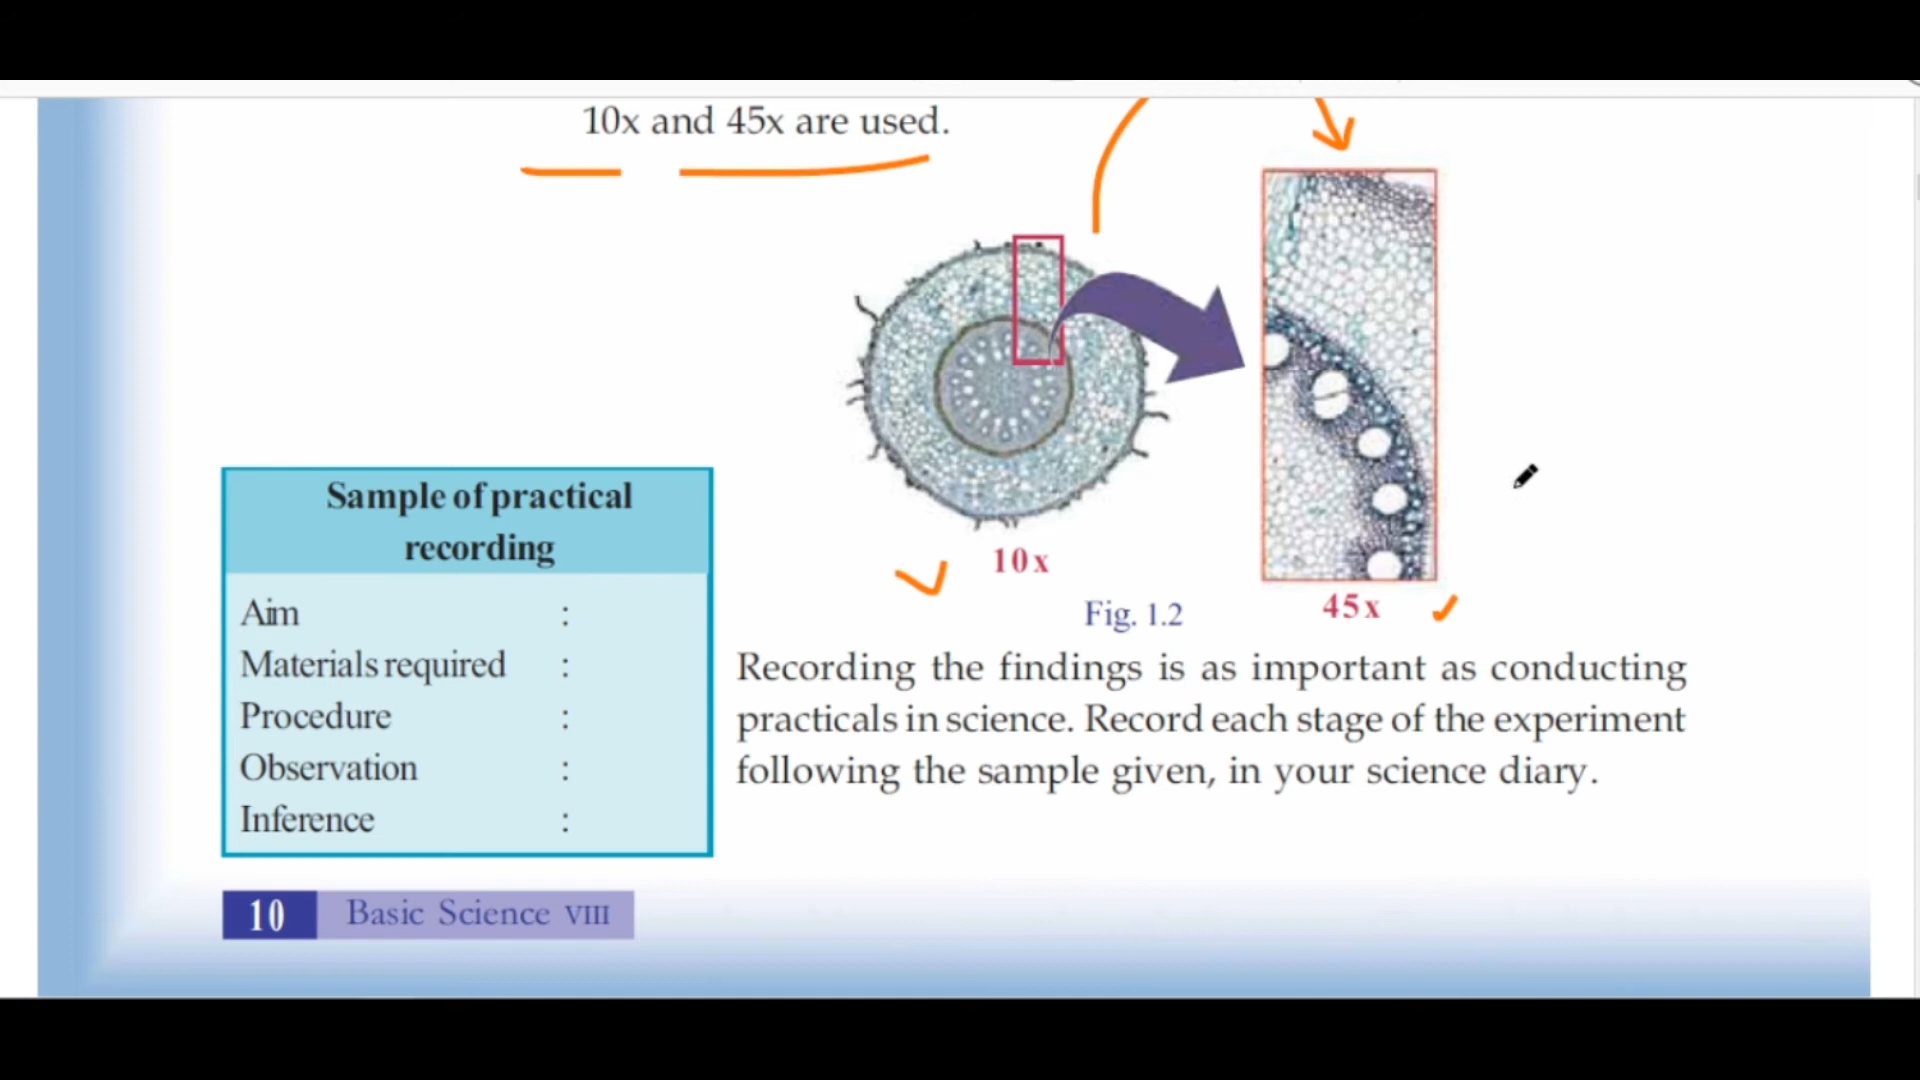 10x and 45x are used.
10x
45x
Fig. 1.2
Sample of practical
recording
Aim :
Materials required :
Procedure :
Observation :
Inference :
Recording the findings is as important as conducting
practicals in science. Record each stage of the experiment
following the sample given, in your science diary.
10 Basic Science VIII